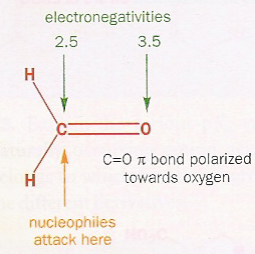 electronegativities
2.5 3.5
H
C O
C=O π bond polarized
towards oxygen
H
nucleophiles
attack here